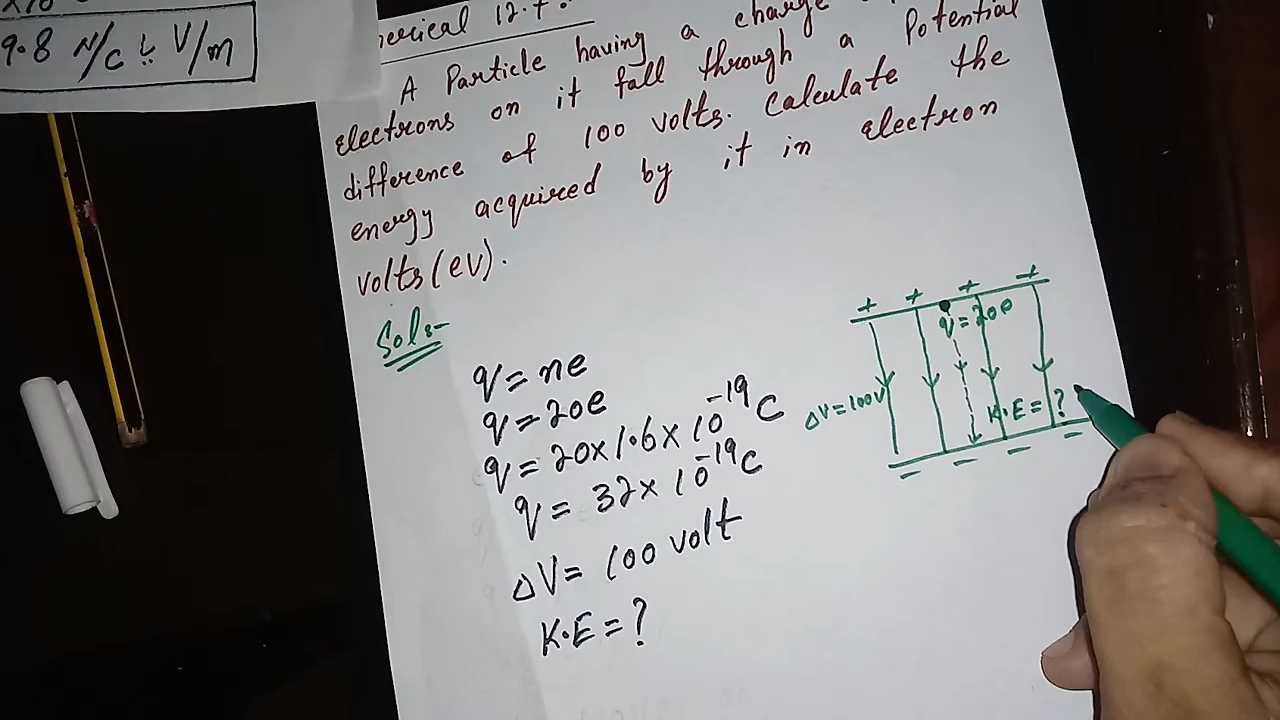 9.8 N/C ; V/m
12.7:
A Particle having a charge
electrons on it fall through a Potential
difference of 100 volts. Calculate the
energy acquired by it in electron
volts (eV).
Sol:-
q = ne
q = 20e
q = 20 x 1.6 x 10^-19 C
q = 32 x 10^-19 C
ΔV = 100 volt
K.E = ?
+ + + +
q = 20e
ΔV = 100V
K.E = ?
- - - -